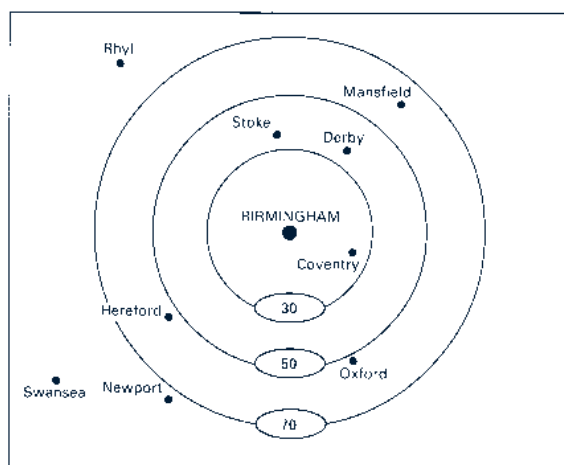 Rhyl
Mansfield
Stoke
Derby
BIRMINGHAM
Coventry
Hereford
30
50
Oxford
Swansea
Newport
70